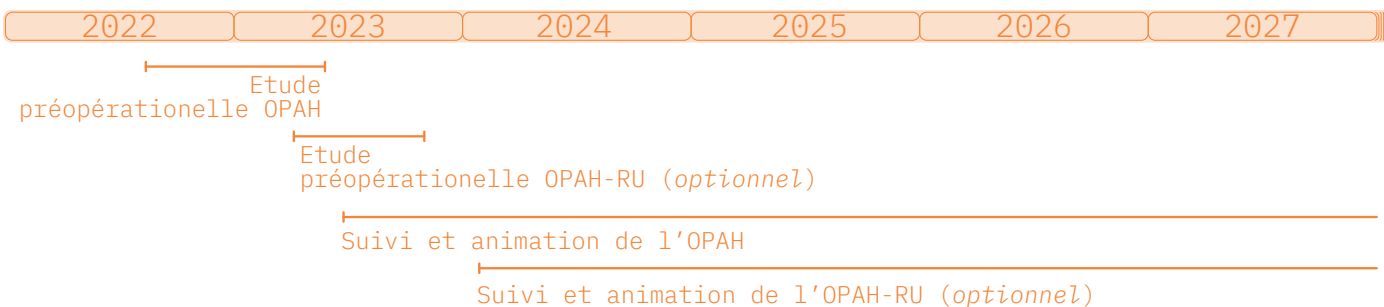 2022 2023 2024 2025 2026 2027
Etude
préopérationelle OPAH
Etude
préopérationelle OPAH-RU (optionnel)
Suivi et animation de l’OPAH
Suivi et animation de l’OPAH-RU (optionnel)